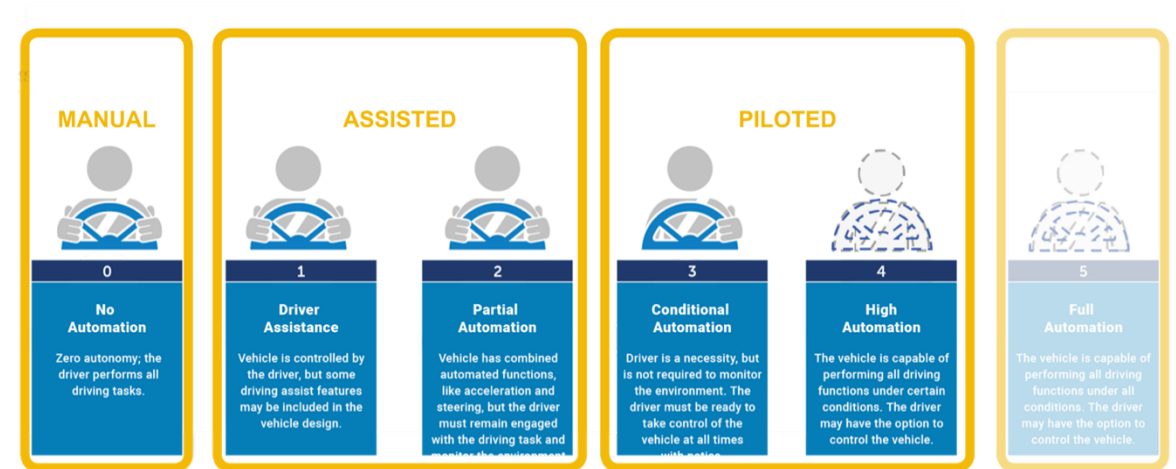 MANUAL
ASSISTED
PILOTED
0
No
Automation
Zero autonomy; the
driver performs all
driving tasks.
1
Driver
Assistance
Vehicle is controlled by
the driver, but some
driving assist features
may be included in the
vehicle design.
2
Partial
Automation
Vehicle has combined
automated functions,
like acceleration and
steering, but the driver
must remain engaged
with the driving task and
monitor the environment
3
Conditional
Automation
Driver is a necessity, but
is not required to monitor
the environment. The
driver must be ready to
take control of the
vehicle at all times
with notice.
4
High
Automation
The vehicle is capable of
performing all driving
functions under certain
conditions. The driver
may have the option to
control the vehicle.
5
Full
Automation
The vehicle is capable of
performing all driving
functions under all
conditions. The driver
may have the option to
control the vehicle.